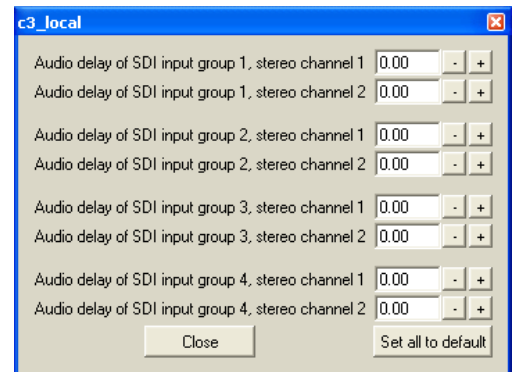 c3_local
Audio delay of SDI input group 1, stereo channel 1 0.00 - +
Audio delay of SDI input group 1, stereo channel 2 0.00 - +
Audio delay of SDI input group 2, stereo channel 1 0.00 - +
Audio delay of SDI input group 2, stereo channel 2 0.00 - +
Audio delay of SDI input group 3, stereo channel 1 0.00 - +
Audio delay of SDI input group 3, stereo channel 2 0.00 - +
Audio delay of SDI input group 4, stereo channel 1 0.00 - +
Audio delay of SDI input group 4, stereo channel 2 0.00 - +
Close Set all to default